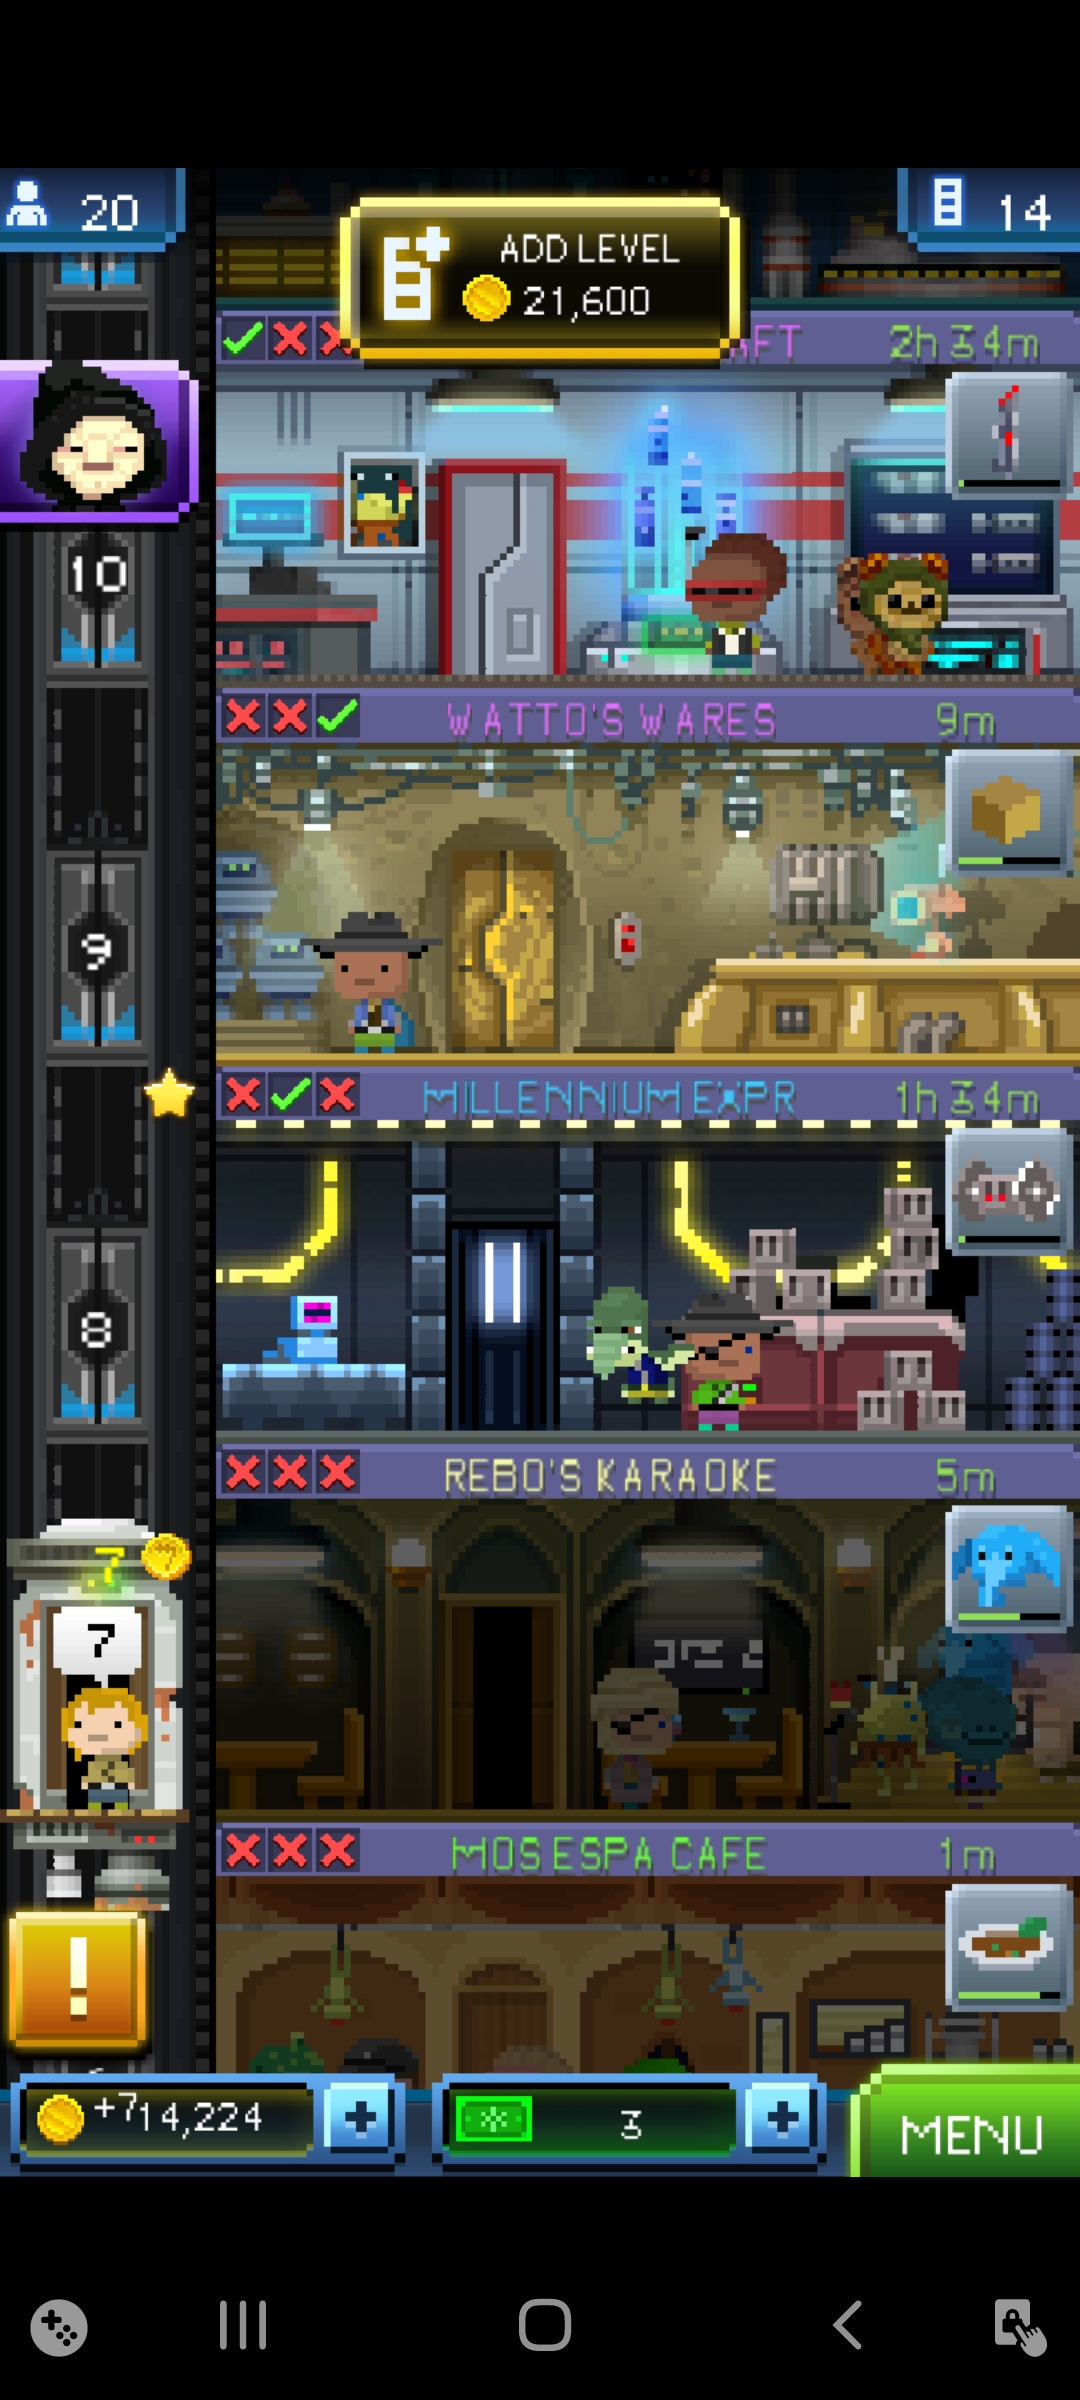 20
ADD LEVEL
21,600
14
AFT
2h 34m
10
WATTO'S WARES
9m
9
MILLENNIUM EXPR
1h 34m
8
REBO'S KARAOKE
5m
7
7
MOS ESPA CAFE
1m
!
+7
14,224
3
MENU